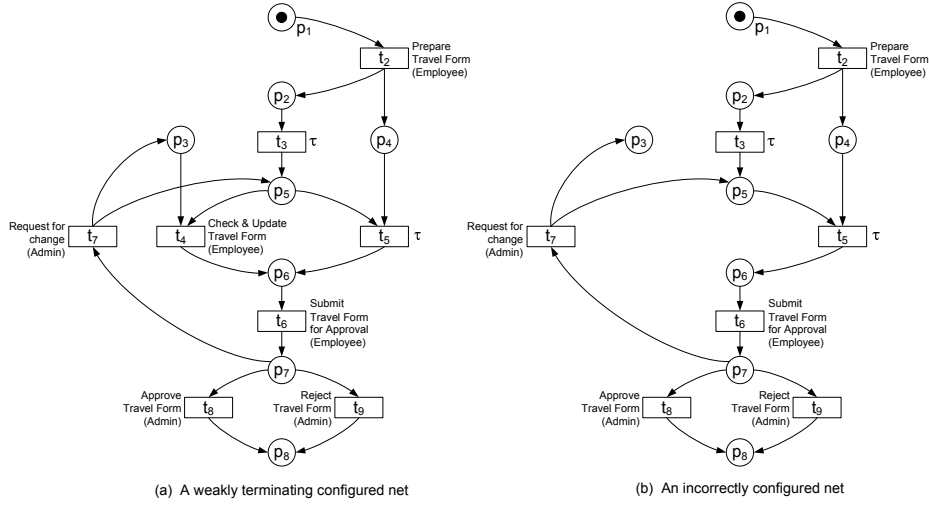 p1
t2
Prepare
Travel Form
(Employee)
p2
p3
t3
τ
p4
p5
Request for
change
(Admin)
t7
t4
Check & Update
Travel Form
(Employee)
t5
τ
p6
t6
Submit
Travel Form
for Approval
(Employee)
p7
Approve
Travel Form
(Admin)
t8
Reject
Travel Form
(Admin)
t9
p8
(a) A weakly terminating configured net
p1
t2
Prepare
Travel Form
(Employee)
p2
p3
t3
τ
p4
p5
Request for
change
(Admin)
t7
t5
τ
p6
t6
Submit
Travel Form
for Approval
(Employee)
p7
Approve
Travel Form
(Admin)
t8
Reject
Travel Form
(Admin)
t9
p8
(b) An incorrectly configured net